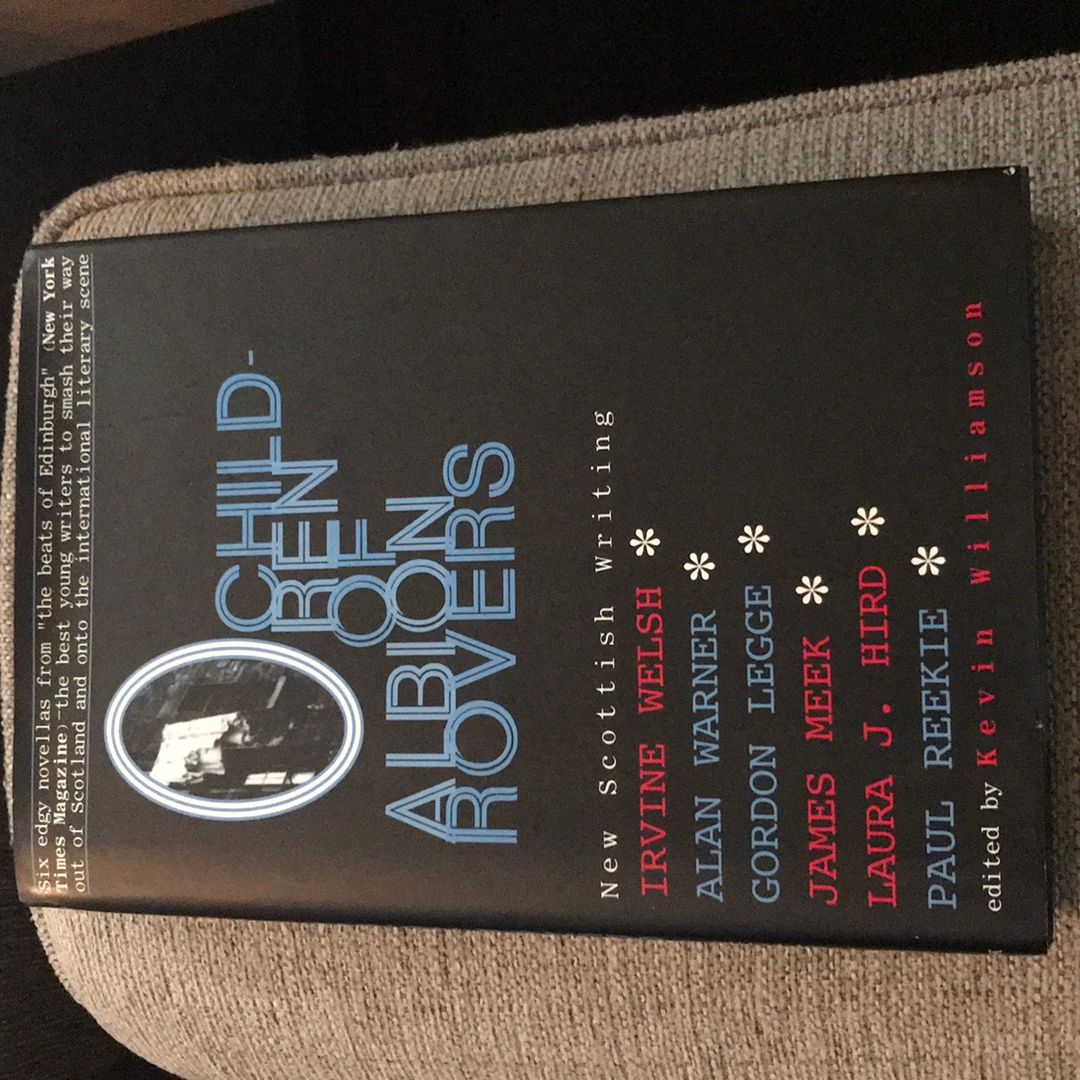 Six edgy novellas from "the beats of Edinburgh" (New York
Times Magazine)-the best young writers to smash their way
out of Scotland and onto the international literary scene
CHILD-
REN
OF
ALBION
ROVERS
New Scottish Writing
IRVINE WELSH *
ALAN WARNER *
GORDON LEGGE *
JAMES MEEK *
LAURA J. HIRD *
PAUL REEKIE *
edited by Kevin Williamson